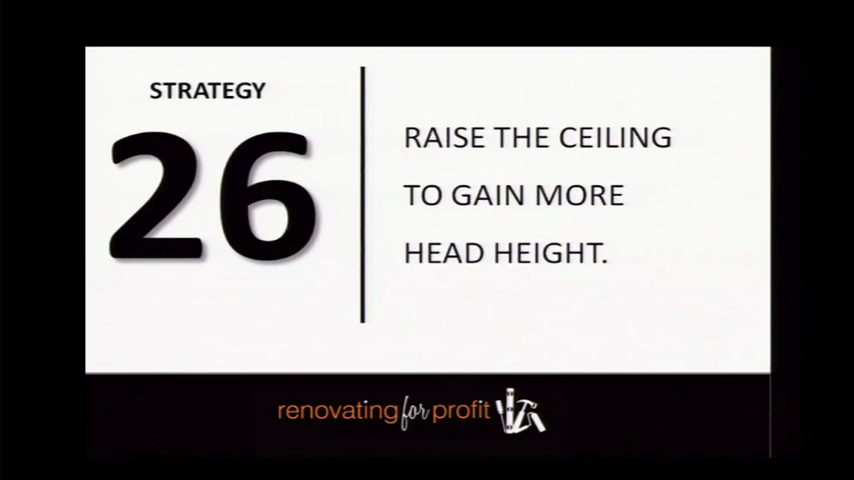 STRATEGY
26
RAISE THE CEILING
TO GAIN MORE
HEAD HEIGHT.
renovating for profit